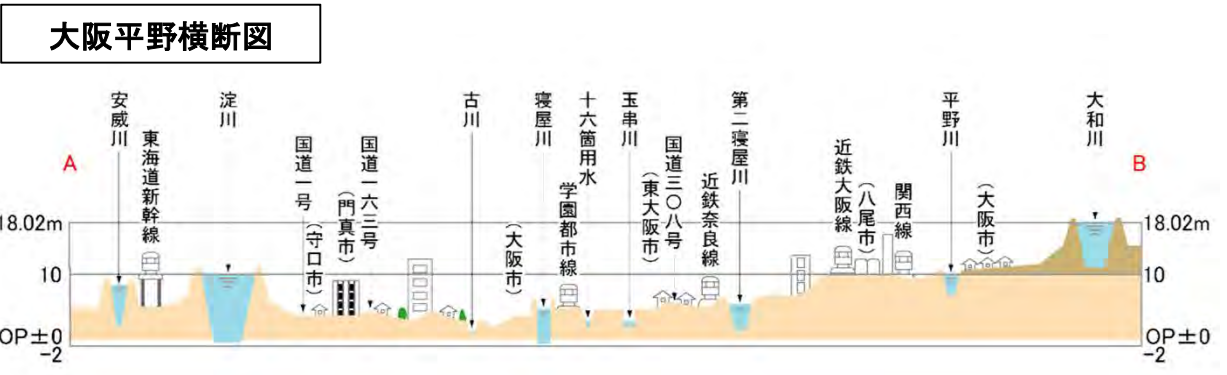 大阪平野横断図
A
安威川
東海道新幹線
淀川
国道一号
（守口市）
（門真市）
国道一六三号
古川
（大阪市）
寝屋川
学園都市線
十六箇用水
玉串川
（東大阪市）
国道三〇八号
近鉄奈良線
第二寝屋川
近鉄大阪線
（八尾市）
関西線
平野川
（大阪市）
大和川
B
18.02m
18.02m
10
10
OP±0
OP±0
-2
-2